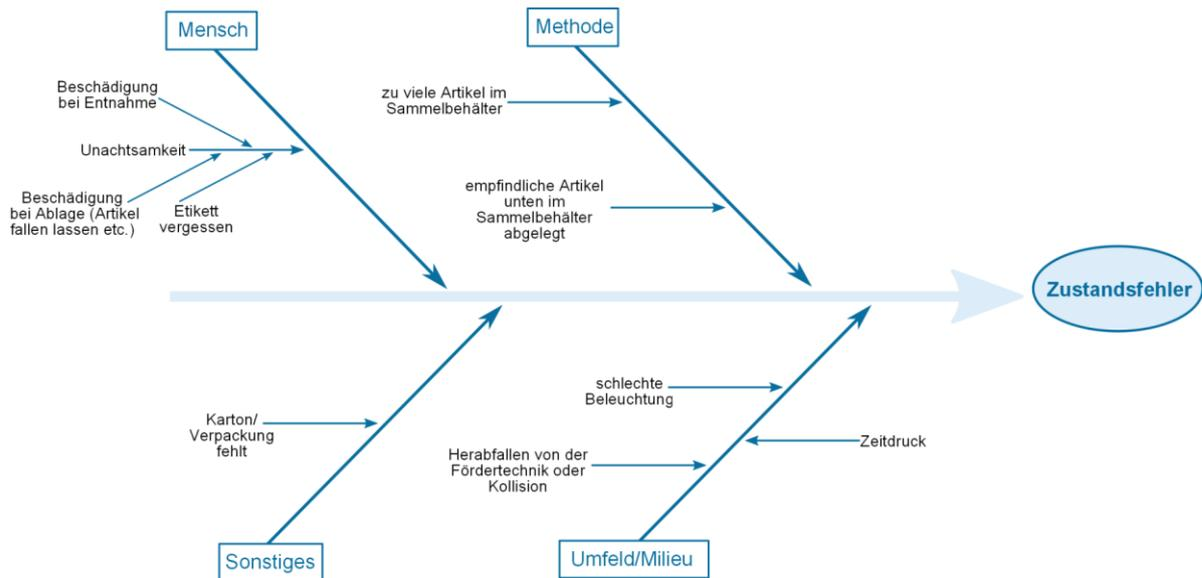 Mensch
Methode
Beschädigung
bei Entnahme
Unachtsamkeit
Beschädigung
bei Ablage (Artikel
fallen lassen etc.)
Etikett
vergessen
zu viele Artikel im
Sammelbehälter
empfindliche Artikel
unten im
Sammelbehälter
abgelegt
Zustandsfehler
Karton/
Verpackung
fehlt
schlechte
Beleuchtung
Zeitdruck
Herabfallen von der
Fördertechnik oder
Kollision
Sonstiges
Umfeld/Milieu